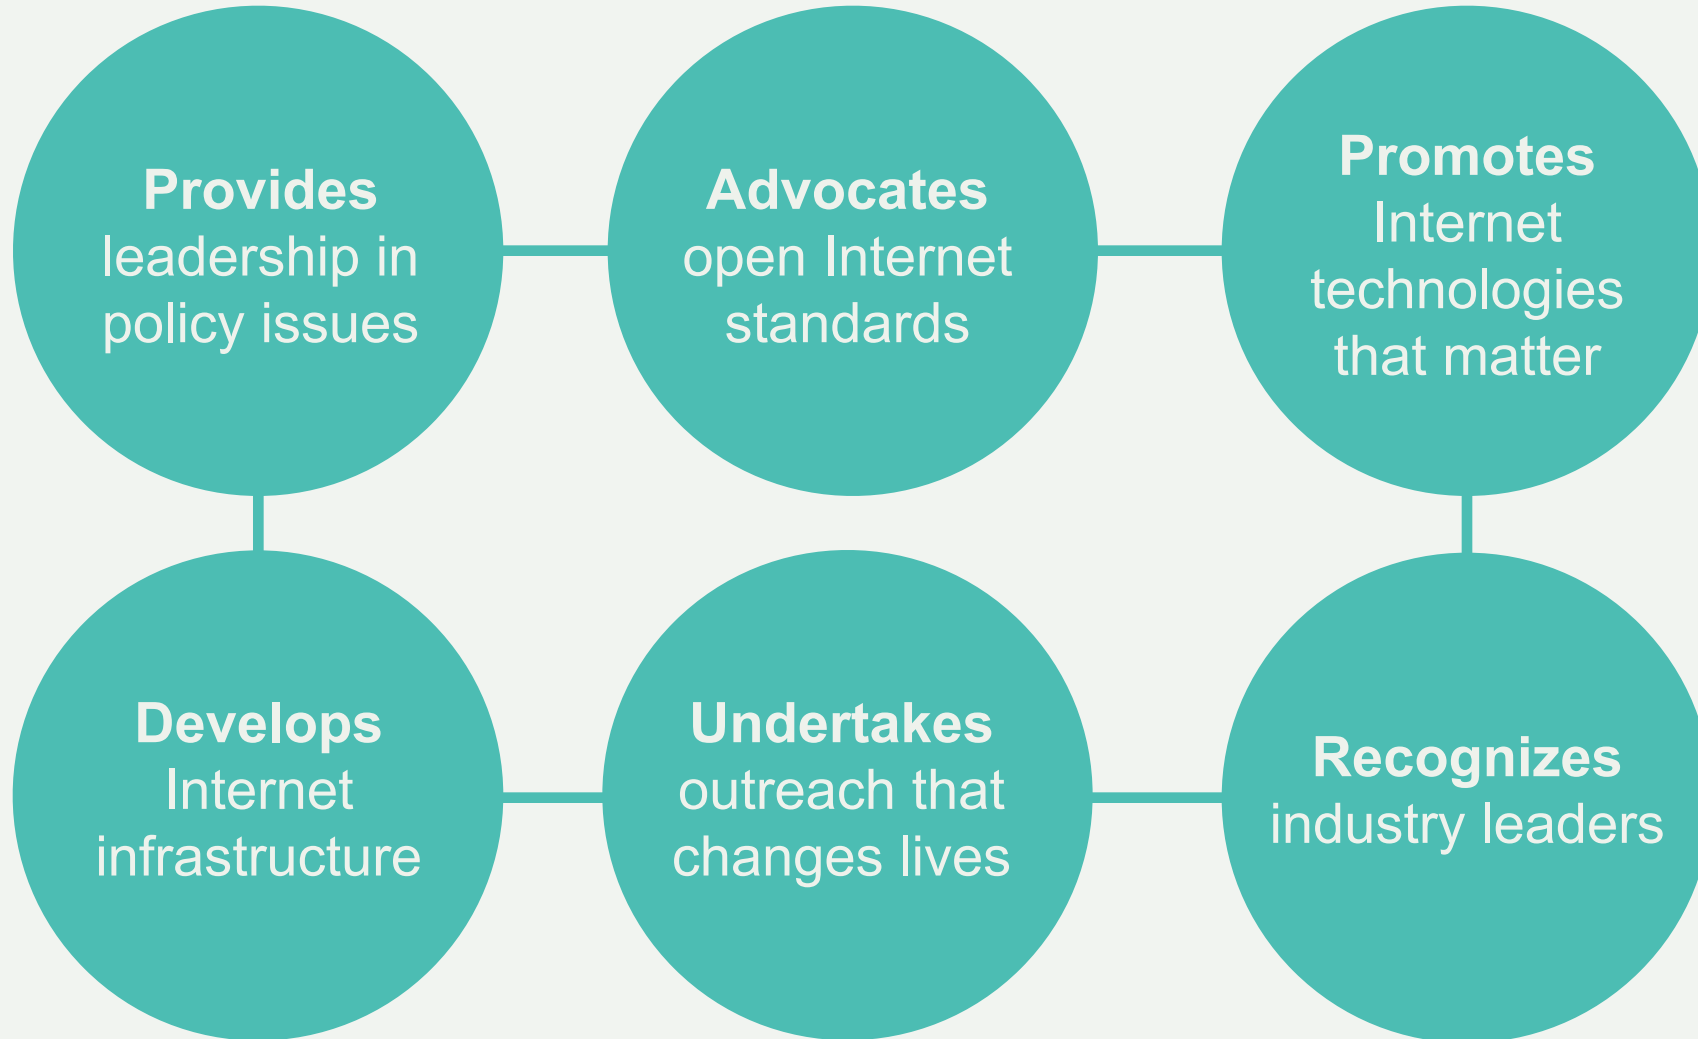 Provides
leadership in
policy issues
Advocates
open Internet
standards
Promotes
Internet
technologies
that matter
Develops
Internet
infrastructure
Undertakes
outreach that
changes lives
Recognizes
industry leaders